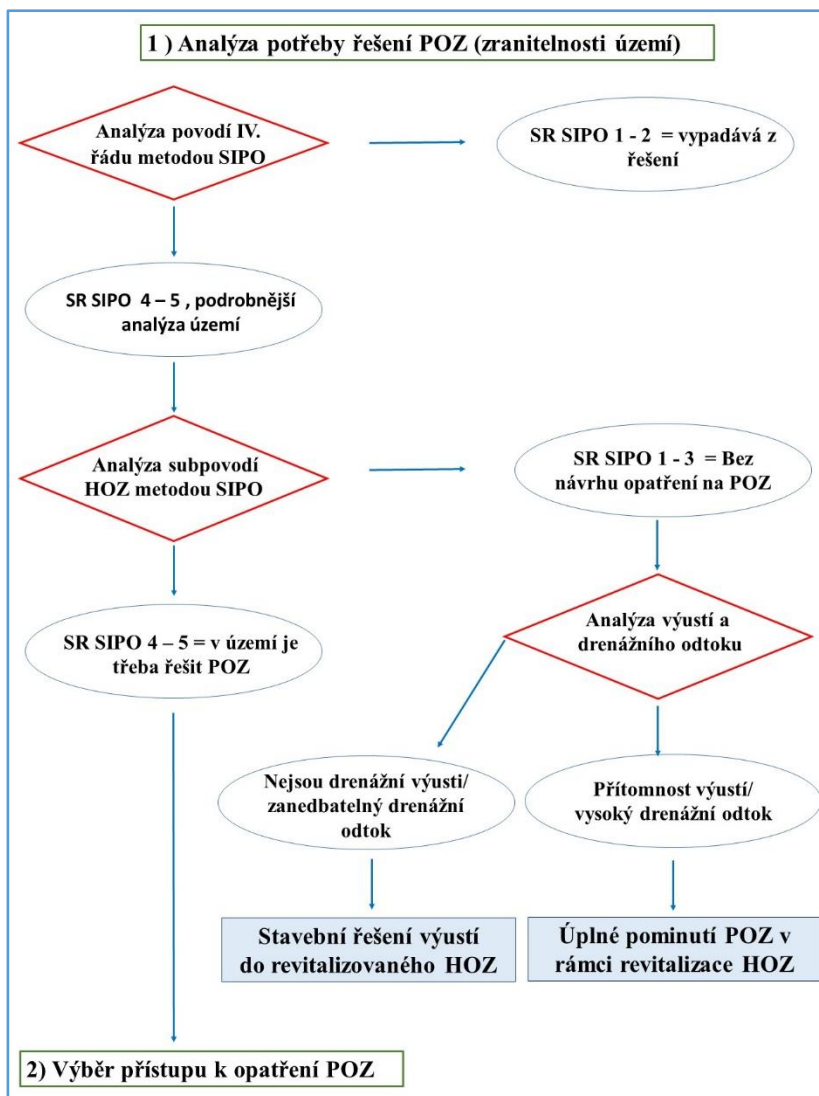 1 ) Analýza potřeby řešení POZ (zranitelnosti území)
Analýza povodí IV.
řádu metodou SIPO
SR SIPO 1 - 2 = vypadává z
řešení
SR SIPO 4 – 5 , podrobnější
analýza území
Analýza subpovodí
HOZ metodou SIPO
SR SIPO 1 - 3 = Bez
návrhu opatření na POZ
Analýza výustí a
drenážního odtoku
SR SIPO 4 – 5 = v území je
třeba řešit POZ
Nejsou drenážní výusti/
zanedbatelný drenážní
odtok
Přítomnost výustí/
vysoký drenážní odtok
Stavební řešení výustí
do revitalizovaného HOZ
Úplné pominutí POZ v
rámci revitalizace HOZ
2) Výběr přístupu k opatření POZ